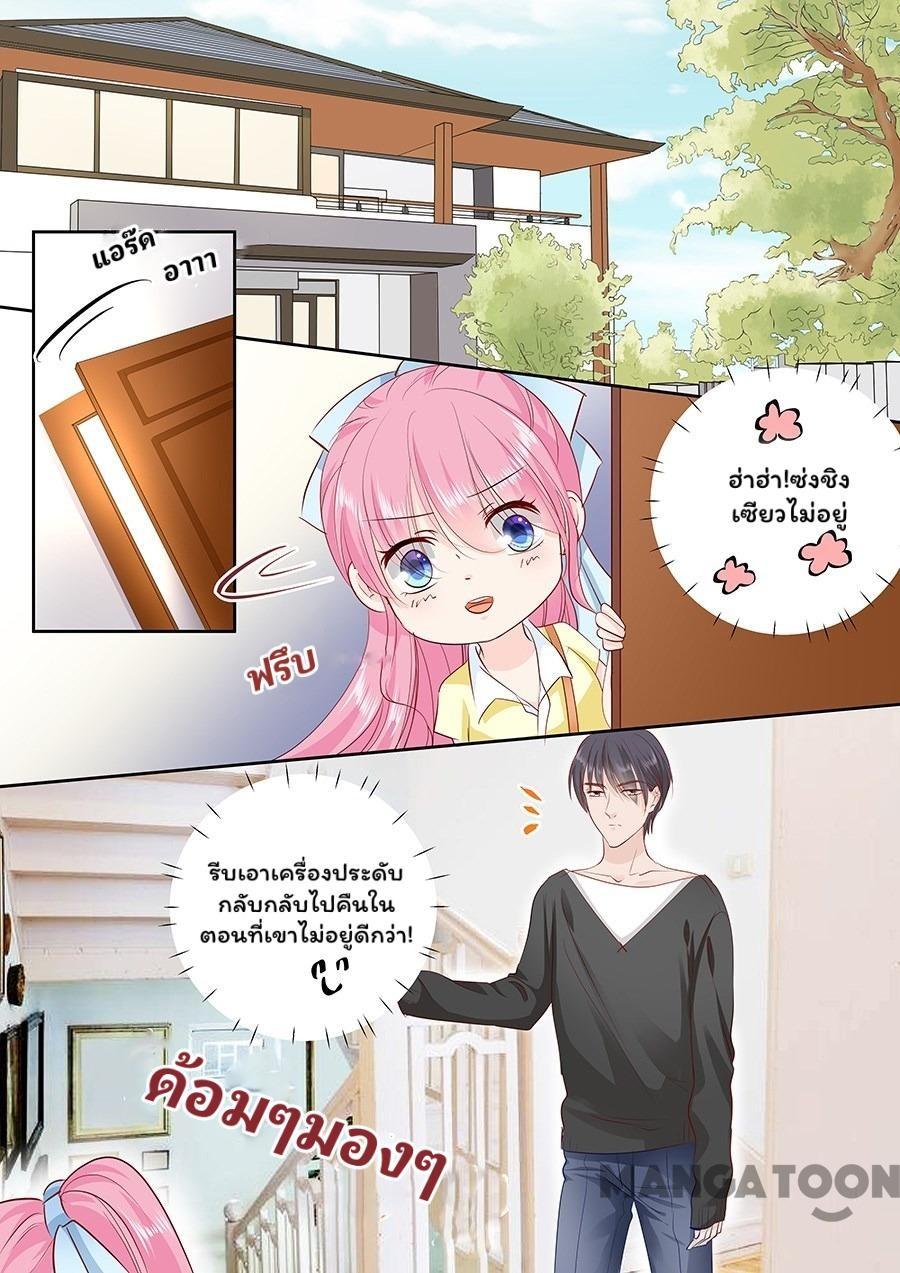 แอร๊ด
อาาา
ฮ่าฮ่า!ซ่งชิง
เซียวไม่อยู่
ฟรึบ
รีบเอาเครื่องประดับ
กลับกลับไปคืนใน
ตอนที่เขาไม่อยู่ดีกว่า!
ด้อมๆมองๆ
MANGATOON